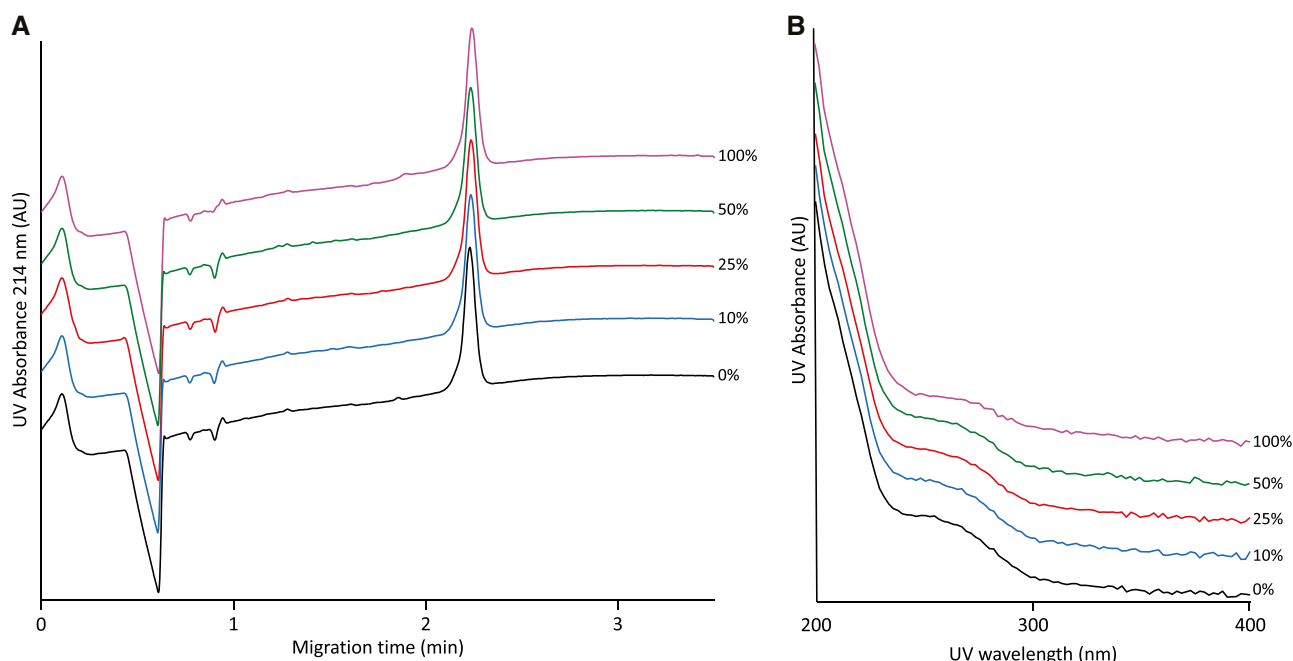 A
UV Absorbance 214 nm (AU)
100%
50%
25%
10%
0%
0
1
2
3
Migration time (min)
B
UV Absorbance (AU)
100%
50%
25%
10%
0%
200
300
400
UV wavelength (nm)